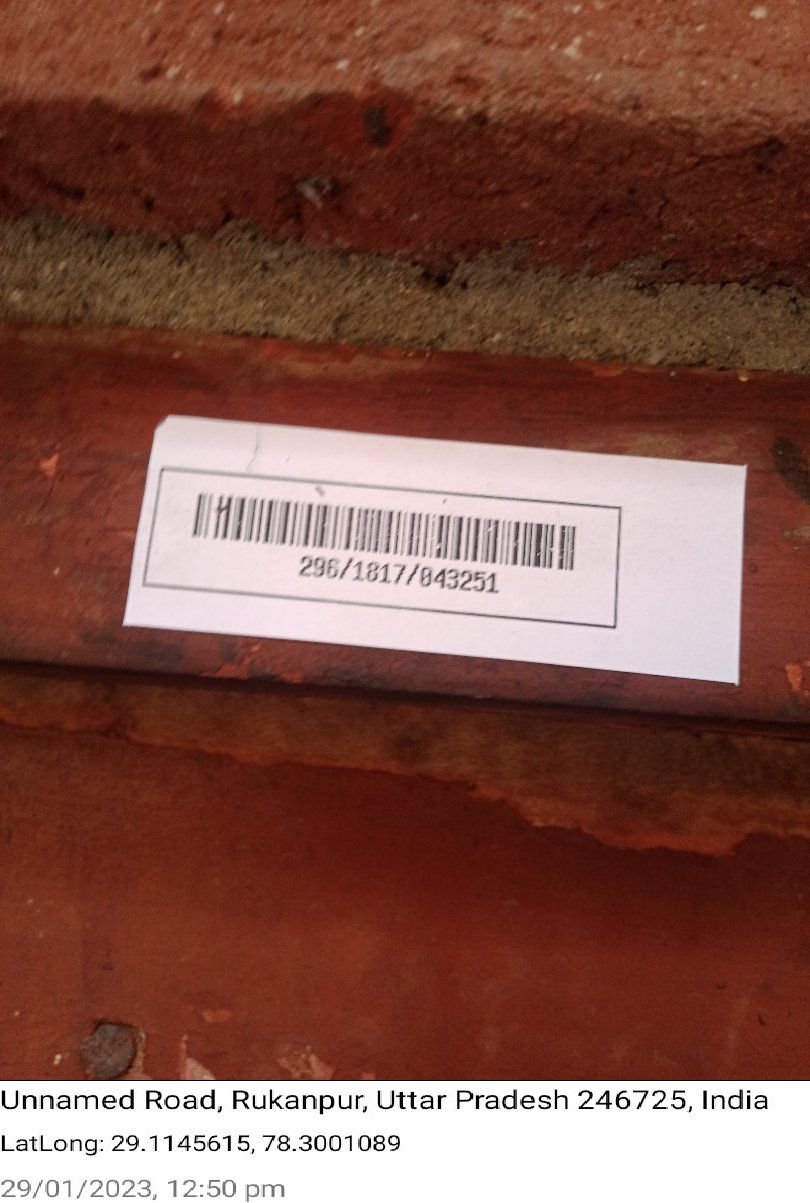 296/1817/043251
Unnamed Road, Rukanpur, Uttar Pradesh 246725, India
LatLong: 29.1145615, 78.3001089
29/01/2023, 12:50 pm